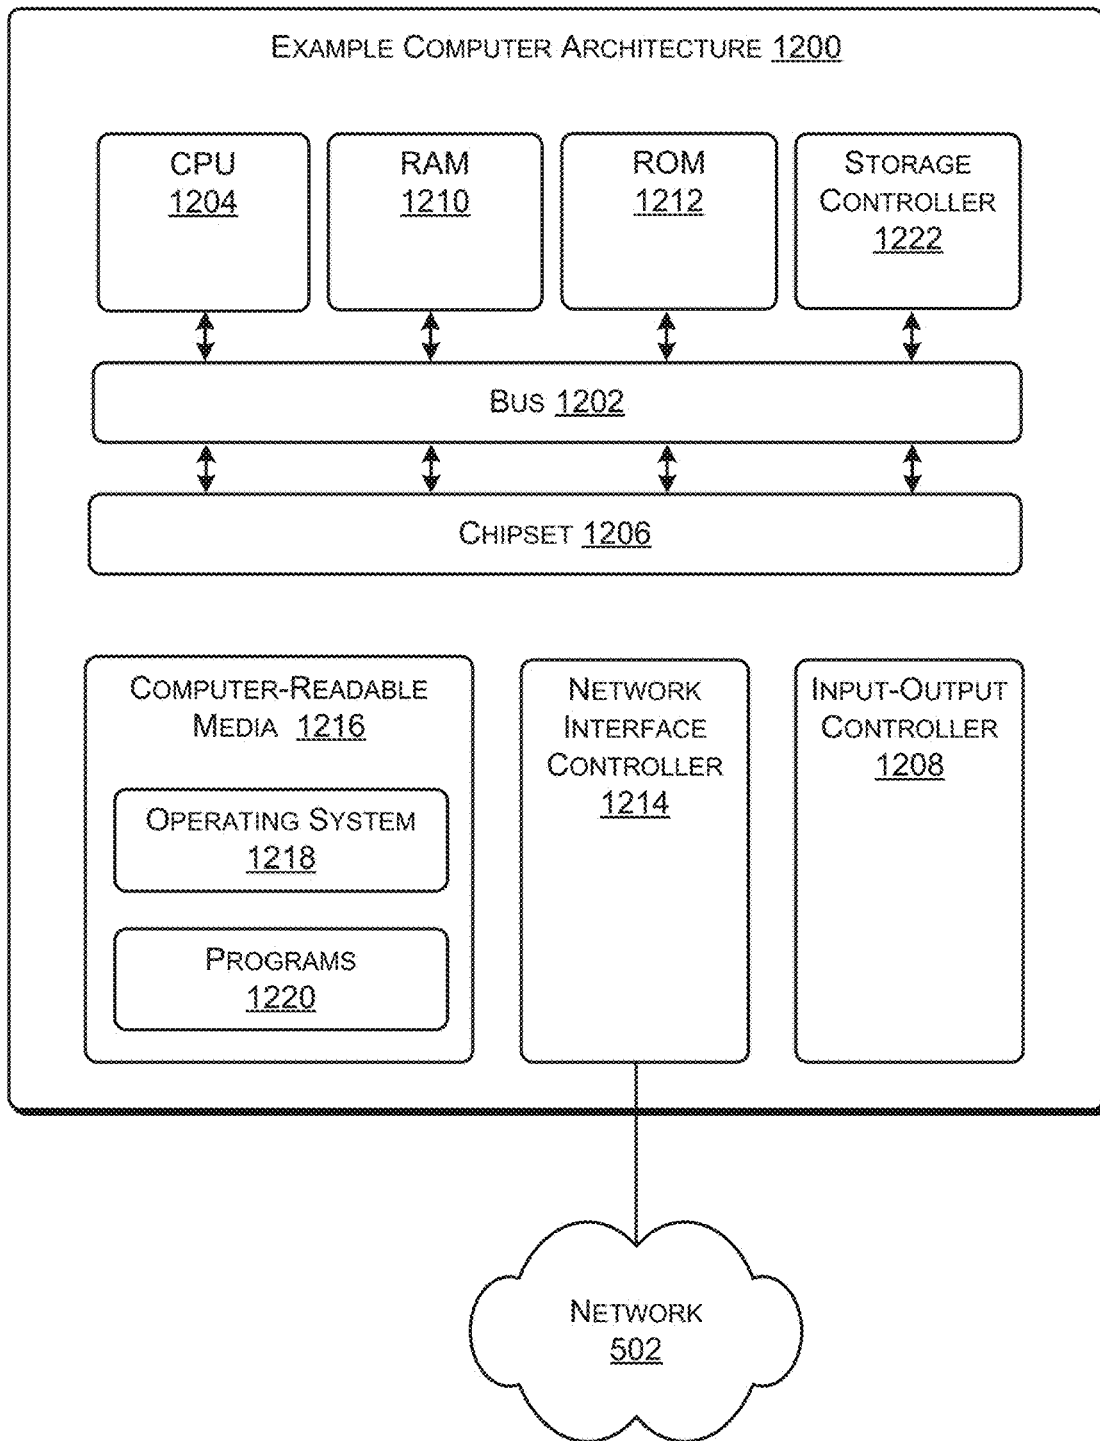 EXAMPLE COMPUTER ARCHITECTURE 1200
CPU
1204
RAM
1210
ROM
1212
STORAGE
CONTROLLER
1222
BUS 1202
CHIPSET 1206
COMPUTER-READABLE
MEDIA 1216
OPERATING SYSTEM
1218
PROGRAMS
1220
NETWORK
INTERFACE
CONTROLLER
1214
INPUT-OUTPUT
CONTROLLER
1208
NETWORK
502